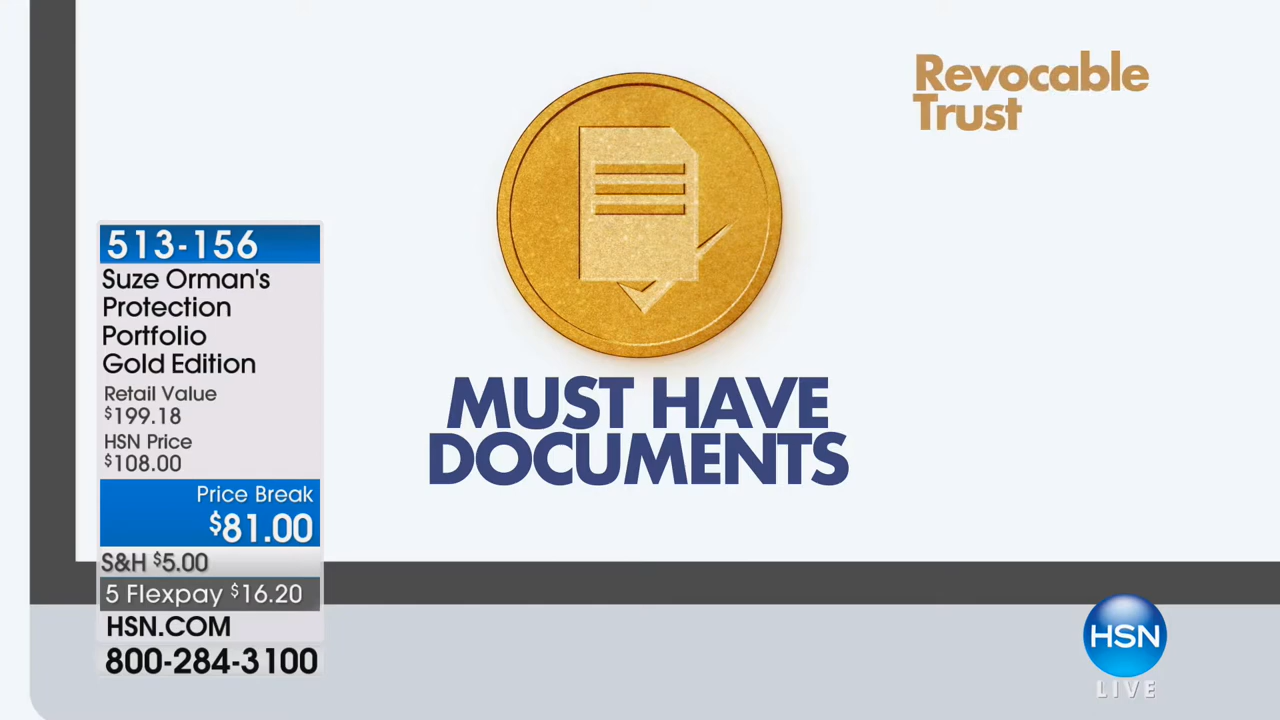 Revocable
Trust
MUST HAVE
DOCUMENTS
513-156
Suze Orman's
Protection
Portfolio
Gold Edition
Retail Value
$199.18
HSN Price
$108.00
Price Break
$81.00
S&H $5.00
5 Flexpay $16.20
HSN.COM
800-284-3100
HSN
LIVE